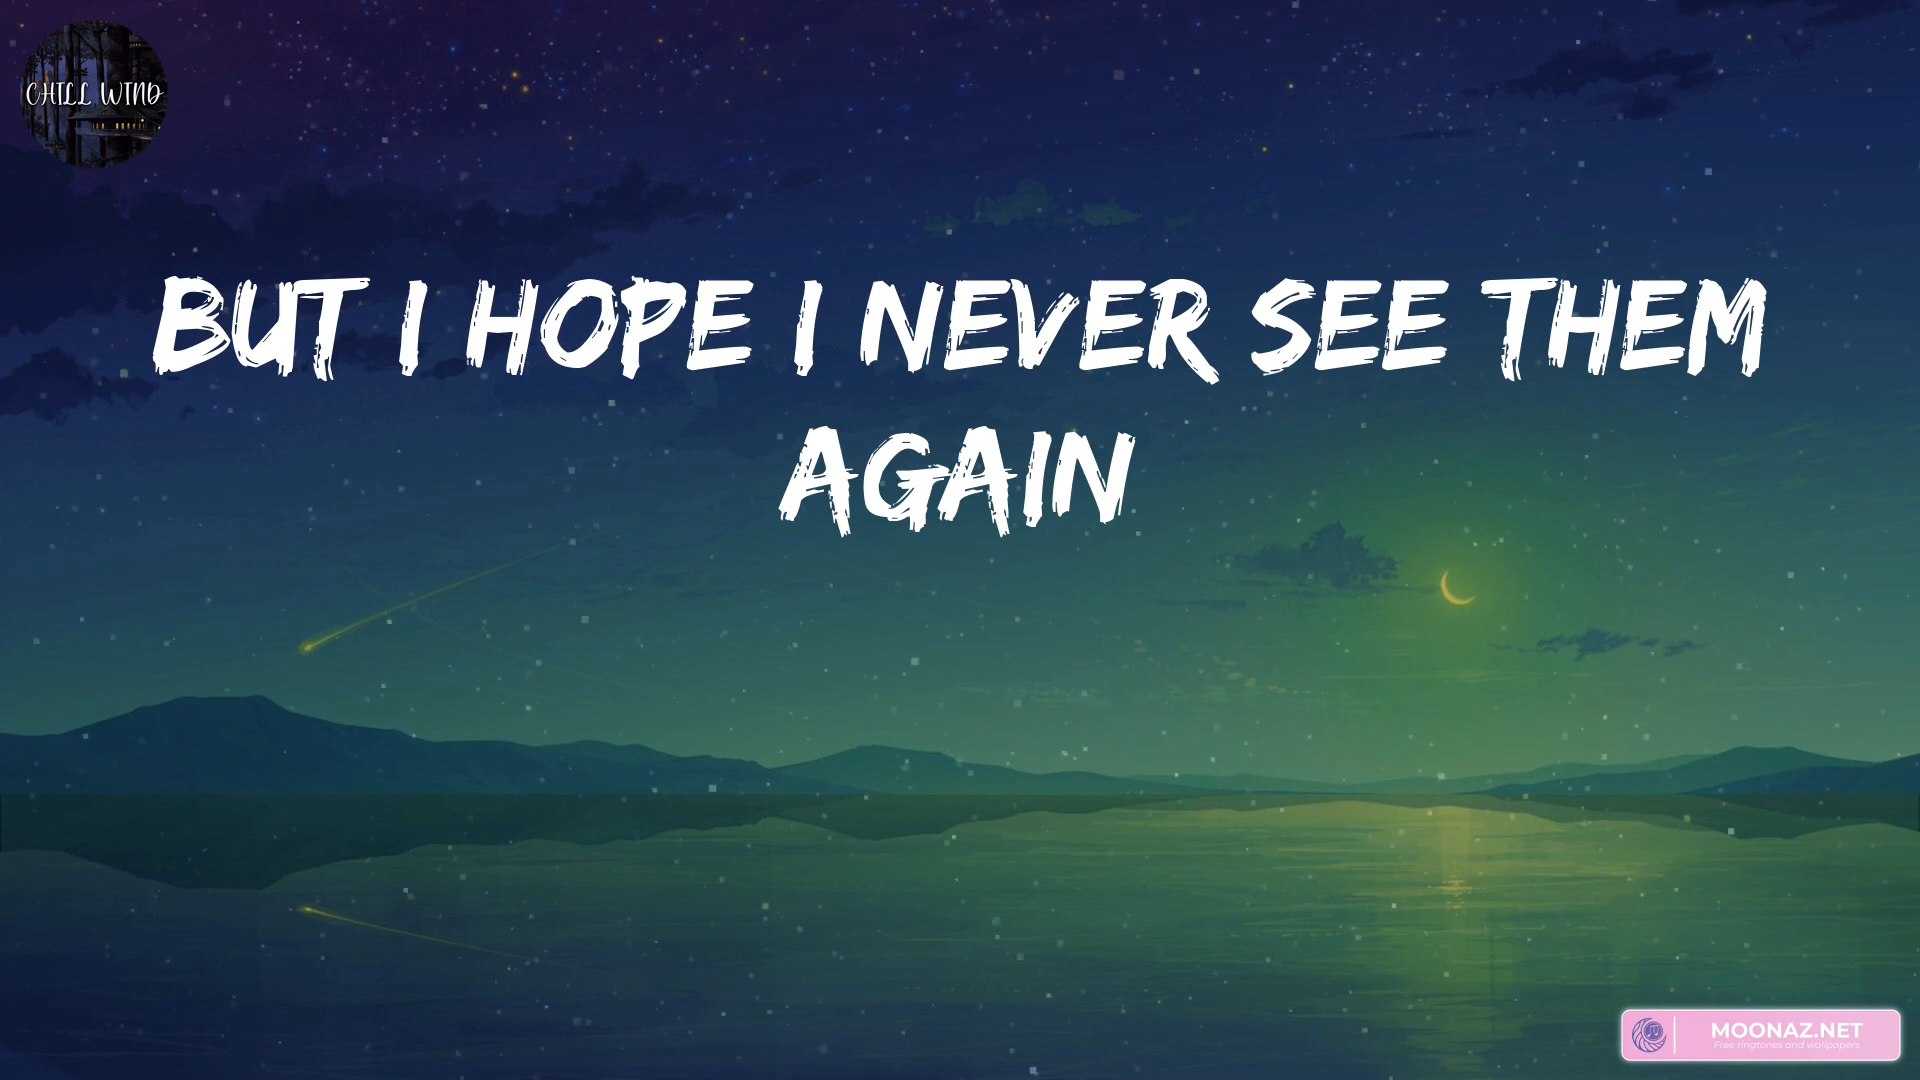 CHILL WIND
BUT I HOPE I NEVER SEE THEM
AGAIN
MOONAZ.NET
Free ringtones and wallpapers